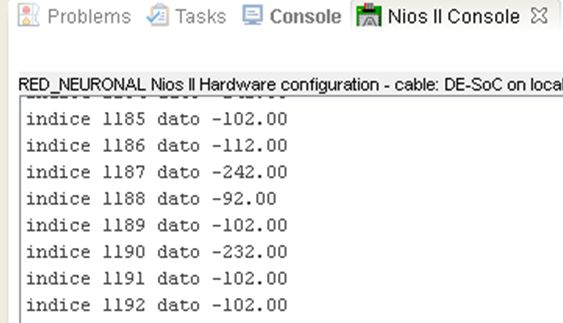 Problems Tasks Console Nios II Console
RED_NEURONAL Nios II Hardware configuration - cable: DE-SoC on local
indice 1185 dato -102.00
indice 1186 dato -112.00
indice 1187 dato -242.00
indice 1188 dato -92.00
indice 1189 dato -102.00
indice 1190 dato -232.00
indice 1191 dato -102.00
indice 1192 dato -102.00